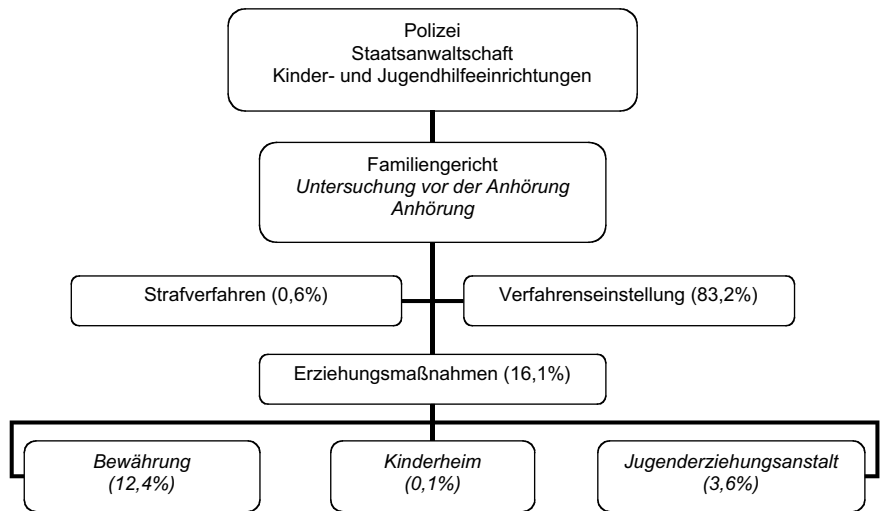 Polizei
Staatsanwaltschaft
Kinder- und Jugendhilfeeinrichtungen
Familiengericht
Untersuchung vor der Anhörung
Anhörung
Strafverfahren (0,6%)
Verfahrenseinstellung (83,2%)
Erziehungsmaßnahmen (16,1%)
Bewährung
(12,4%)
Kinderheim
(0,1%)
Jugenderziehungsanstalt
(3,6%)